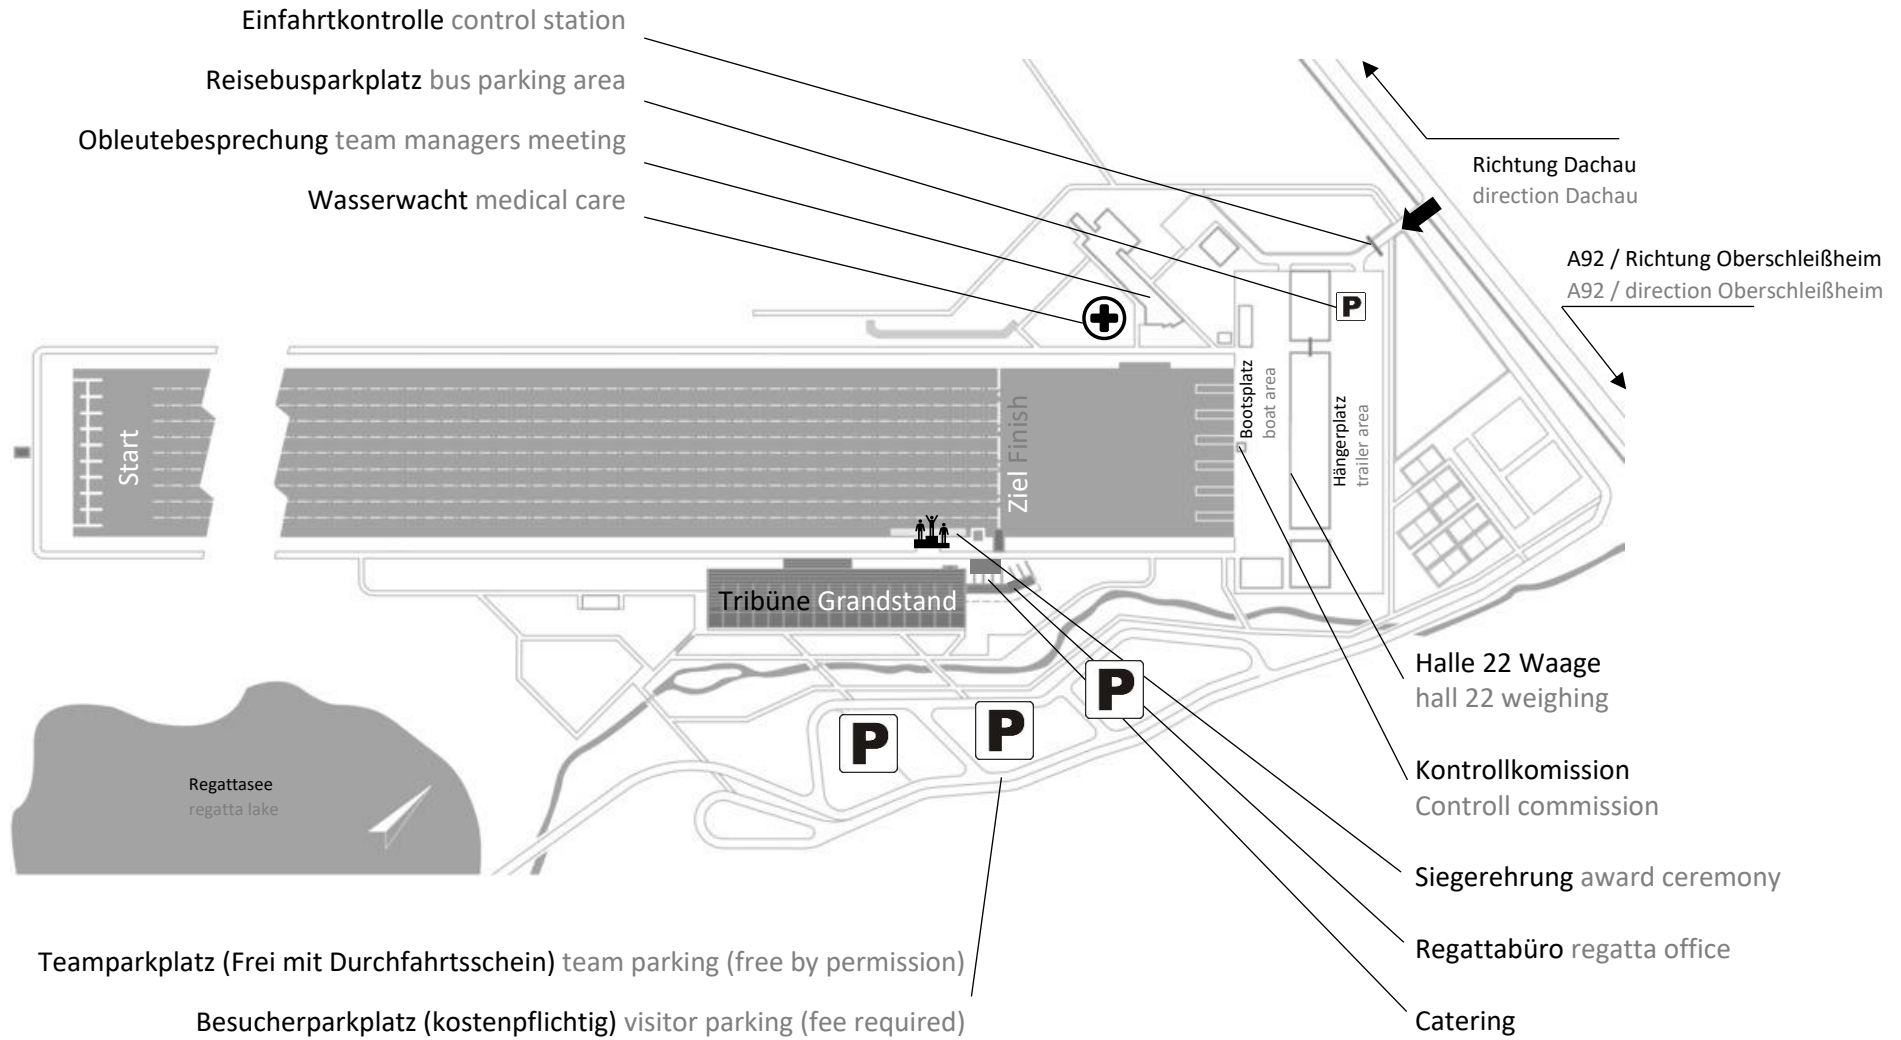 Einfahrtkontrolle control station
Reisebusparkplatz bus parking area
Obleutebesprechung team managers meeting
Wasserwacht medical care
Richtung Dachau
direction Dachau
A92 / Richtung Oberschleißheim
A92 / direction Oberschleißheim
P
Start
Ziel Finish
Bootsplatz
boat area
Hängerplatz
trailer area
Tribüne Grandstand
P
P
P
Regattasee
regatta lake
Halle 22 Waage
hall 22 weighing
Kontrollkomission
Controll commission
Siegerehrung award ceremony
Regattabüro regatta office
Catering
Teamparkplatz (Frei mit Durchfahrtsschein) team parking (free by permission)
Besucherparkplatz (kostenpflichtig) visitor parking (fee required)